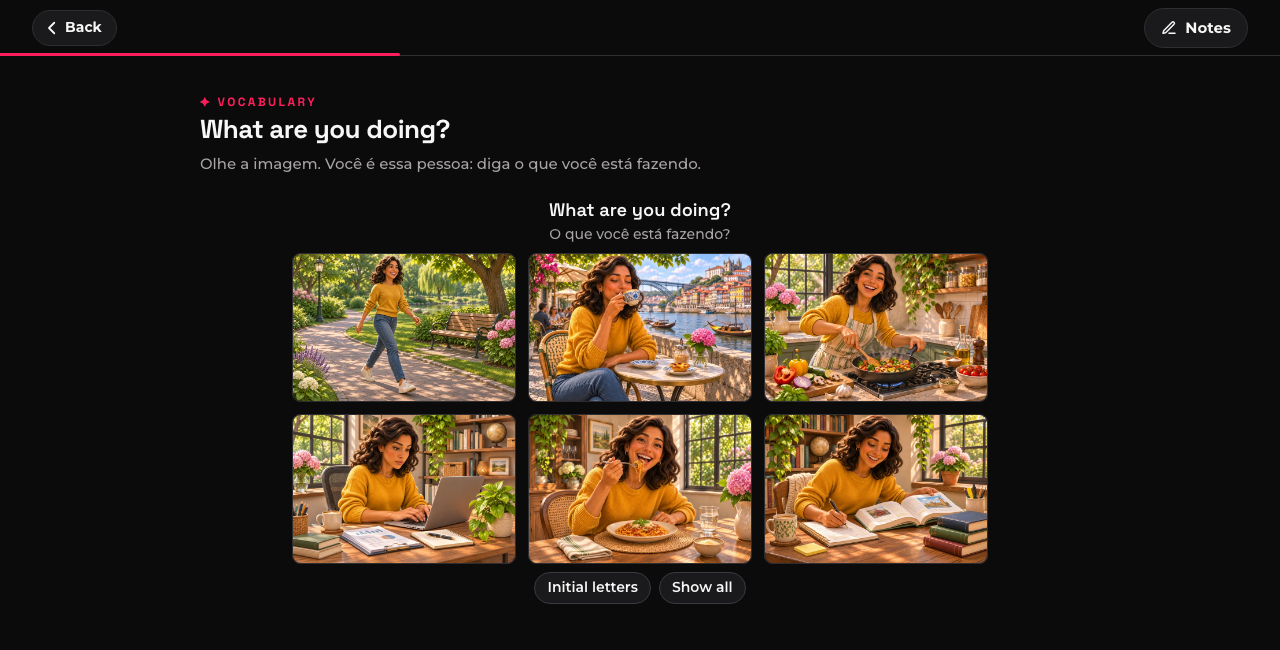 Back
Notes
VOCABULARY
What are you doing?
Olhe a imagem. Você é essa pessoa: diga o que você está fazendo.
What are you doing?
O que você está fazendo?
Initial letters
Show all